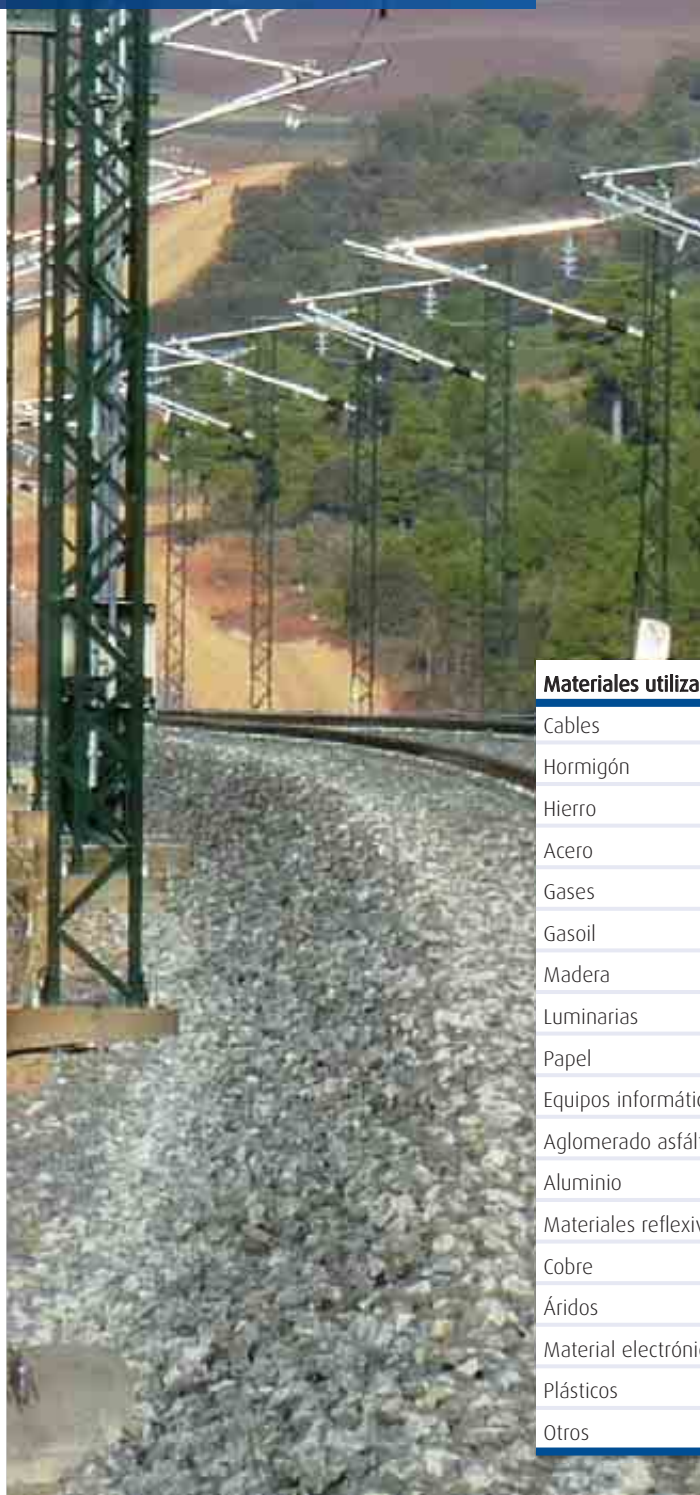 Materiales utiliza
Cables
Hormigón
Hierro
Acero
Gases
Gasoil
Madera
Luminarias
Papel
Equipos informátic
Aglomerado asfál
Aluminio
Materiales reflexiv
Cobre
Áridos
Material electróni
Plásticos
Otros